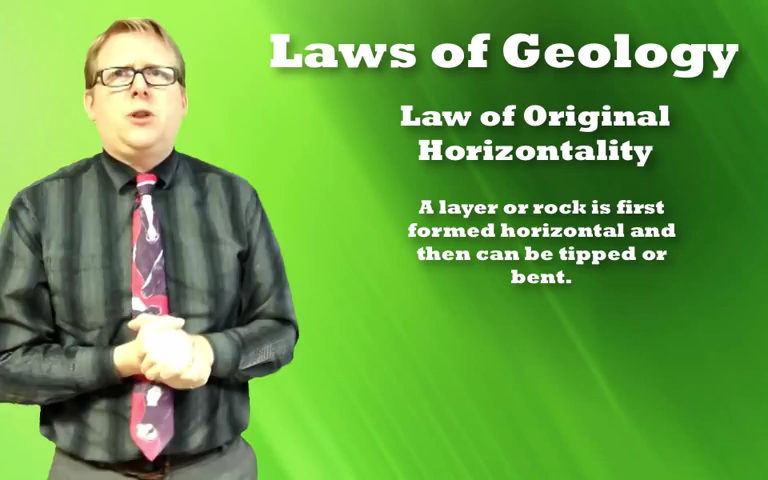 Laws of Geology
Law of Original
Horizontality
A layer or rock is first
formed horizontal and
then can be tipped or
bent.